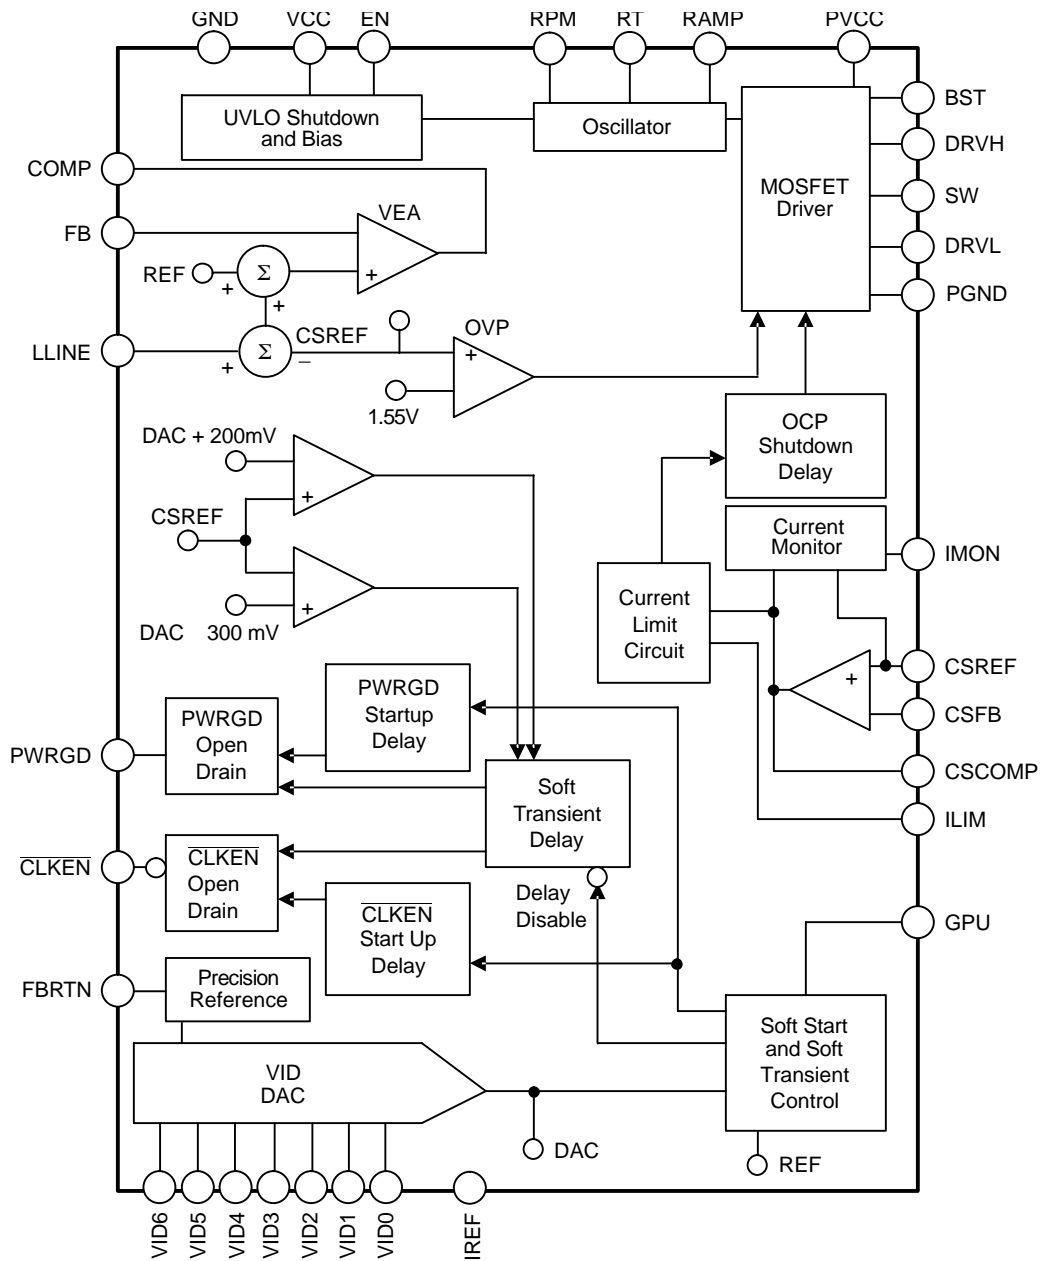 GND VCC EN RPM RT RAMP PVCC
UVLO Shutdown
and Bias
Oscillator
MOSFET
Driver
BST
DRVH
SW
DRVL
PGND
COMP
FB
VEA
REF
Σ
+
+
+
LLINE
Σ
+
CSREF
–
OVP
+
1.55V
DAC + 200mV
+
CSREF
+
DAC 300 mV
OCP
Shutdown
Delay
Current
Monitor
IMON
Current
Limit
Circuit
+
CSREF
CSFB
CSCOMP
ILIM
PWRGD
PWRGD
Open
Drain
PWRGD
Startup
Delay
Soft
Transient
Delay
CLKEN
CLKEN
Open
Drain
CLKEN
Start Up
Delay
Delay
Disable
GPU
FBRTN
Precision
Reference
Soft Start
and Soft
Transient
Control
VID
DAC
DAC
REF
VID6
VID5
VID4
VID3
VID2
VID1
VID0
IREF